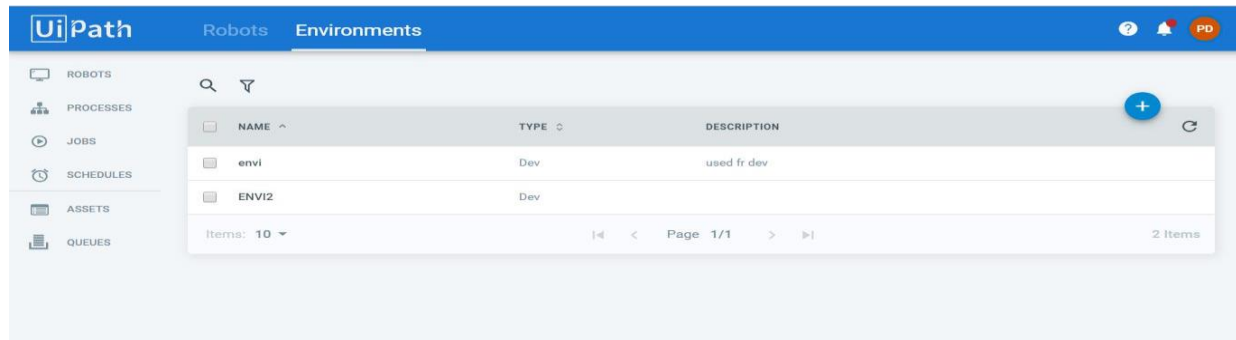 UiPath Robots Environments PD
ROBOTS
PROCESSES
JOBS
SCHEDULES
ASSETS
QUEUES
NAME TYPE DESCRIPTION
envi Dev used fr dev
ENVI2 Dev
Items: 10 Page 1/1 2 Items